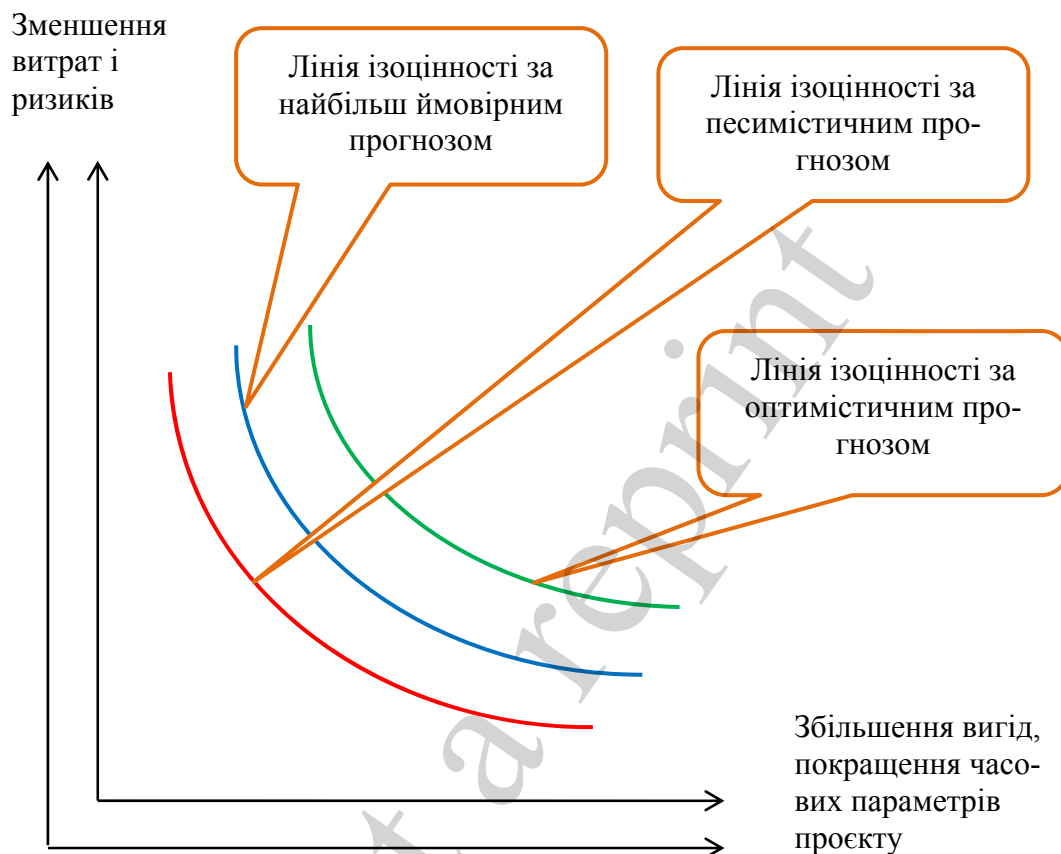 Зменшення
витрат і
ризиків
Лінія ізоцінності за
найбільш ймовірним
прогнозом
Лінія ізоцінності за
песимістичним про-
гнозом
Лінія ізоцінності за
оптимістичним про-
гнозом
Збільшення вигід,
покращення часо-
вих параметрів
проєкту
t a reprint